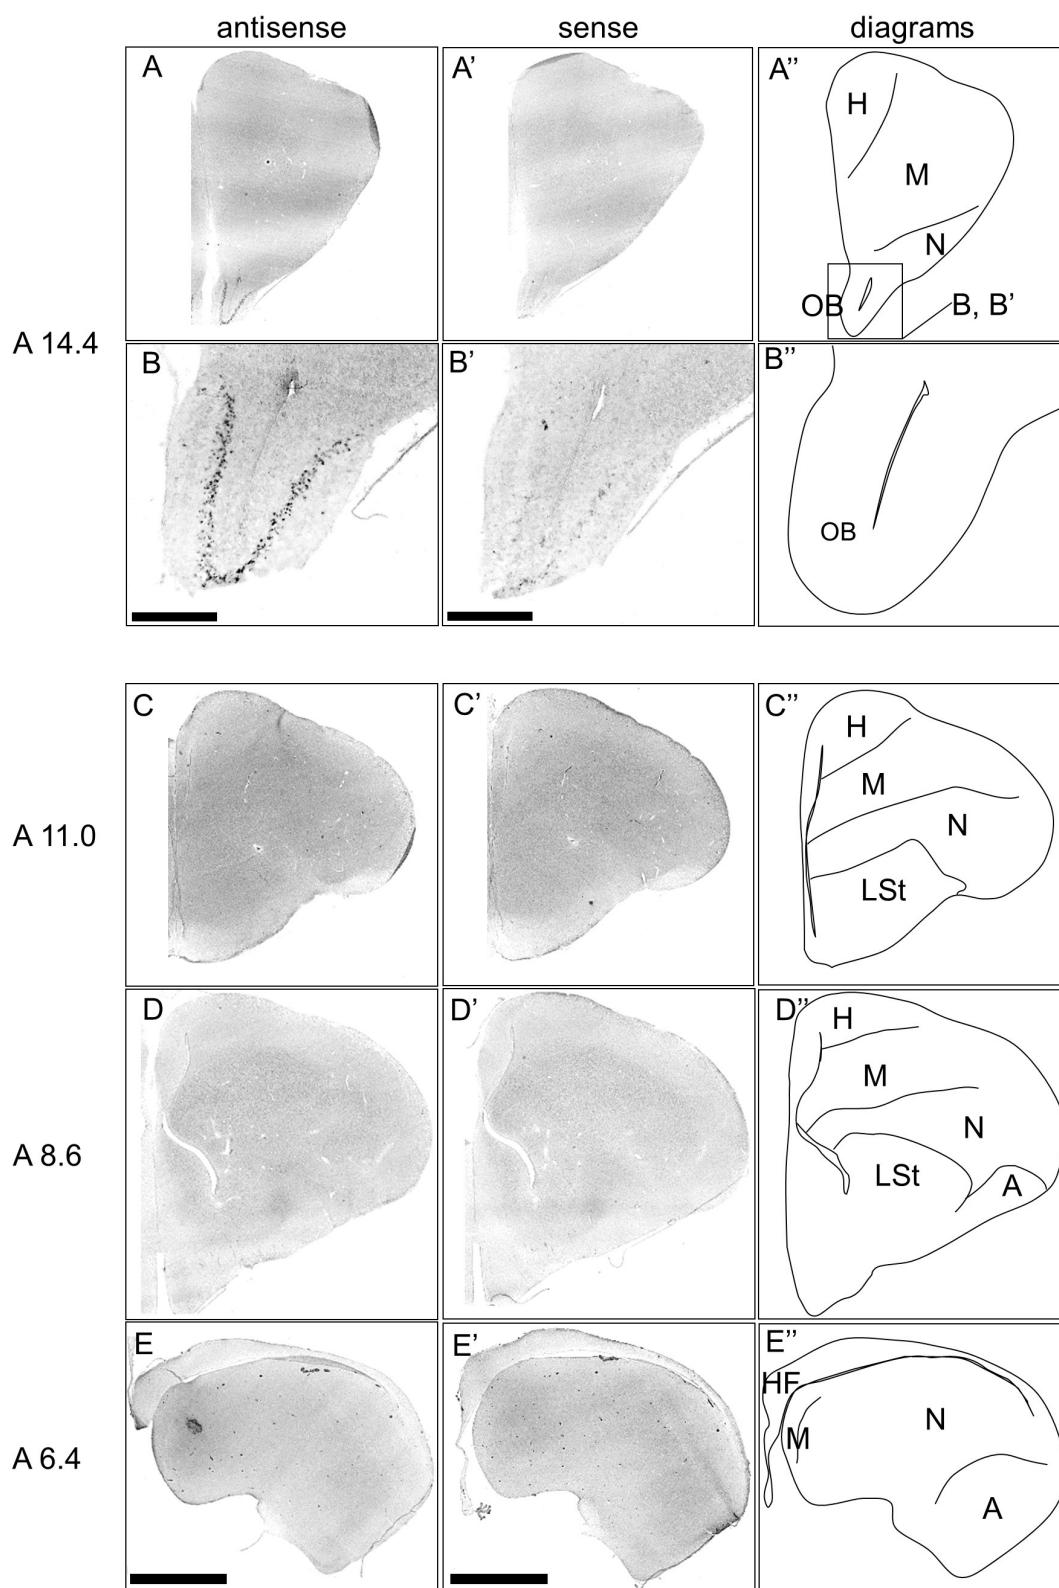 antisense sense diagrams
A A’ A’’
H
M
N
OB B, B’
A 14.4
B B’ B’’
OB
C C’ C’’
H
M
N
LSt
A 11.0
D D’ D’’
H
M
N
LSt A
A 8.6
E E’ E’’
HF
N
M
A 6.4
A